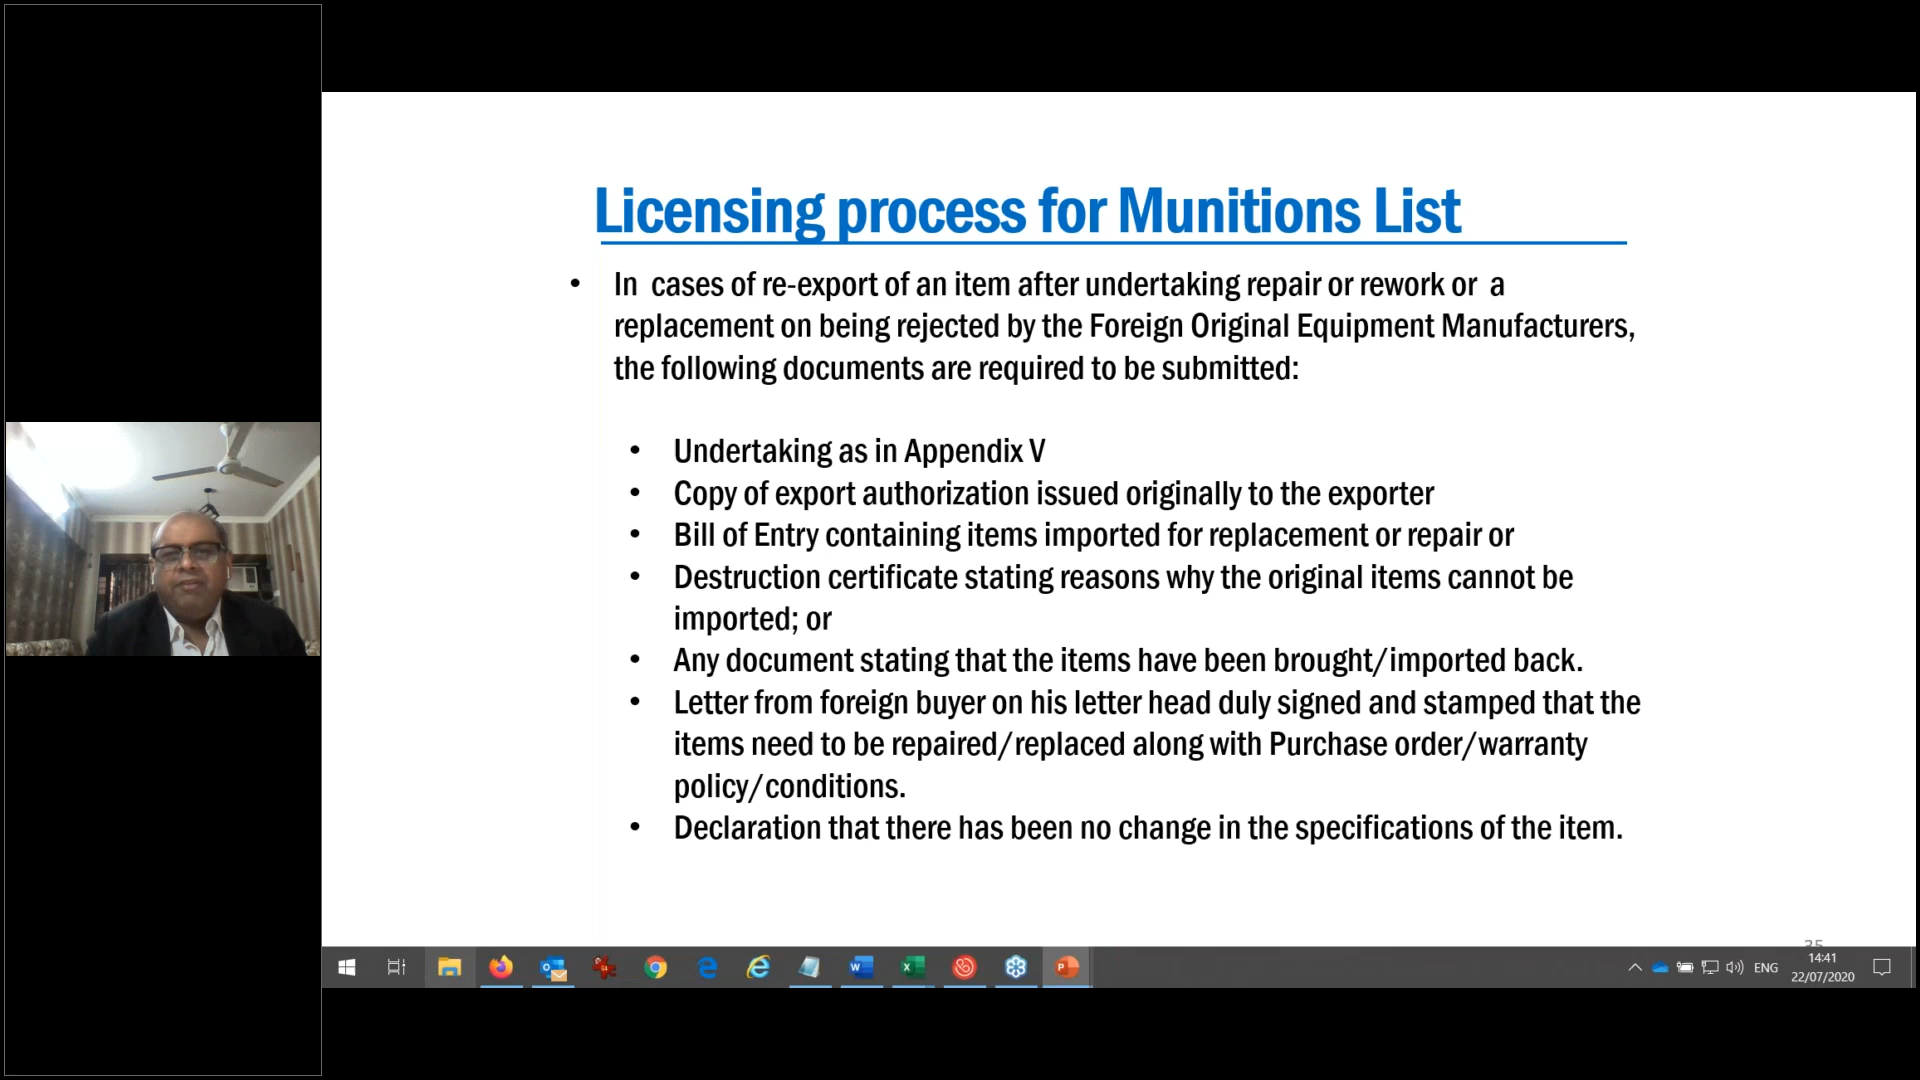 Licensing process for Munitions List
• In cases of re-export of an item after undertaking repair or rework or a
replacement on being rejected by the Foreign Original Equipment Manufacturers,
the following documents are required to be submitted:
• Undertaking as in Appendix V
• Copy of export authorization issued originally to the exporter
• Bill of Entry containing items imported for replacement or repair or
• Destruction certificate stating reasons why the original items cannot be
imported; or
• Any document stating that the items have been brought/imported back.
• Letter from foreign buyer on his letter head duly signed and stamped that the
items need to be repaired/replaced along with Purchase order/warranty
policy/conditions.
• Declaration that there has been no change in the specifications of the item.
35
ENG
14:41
22/07/2020